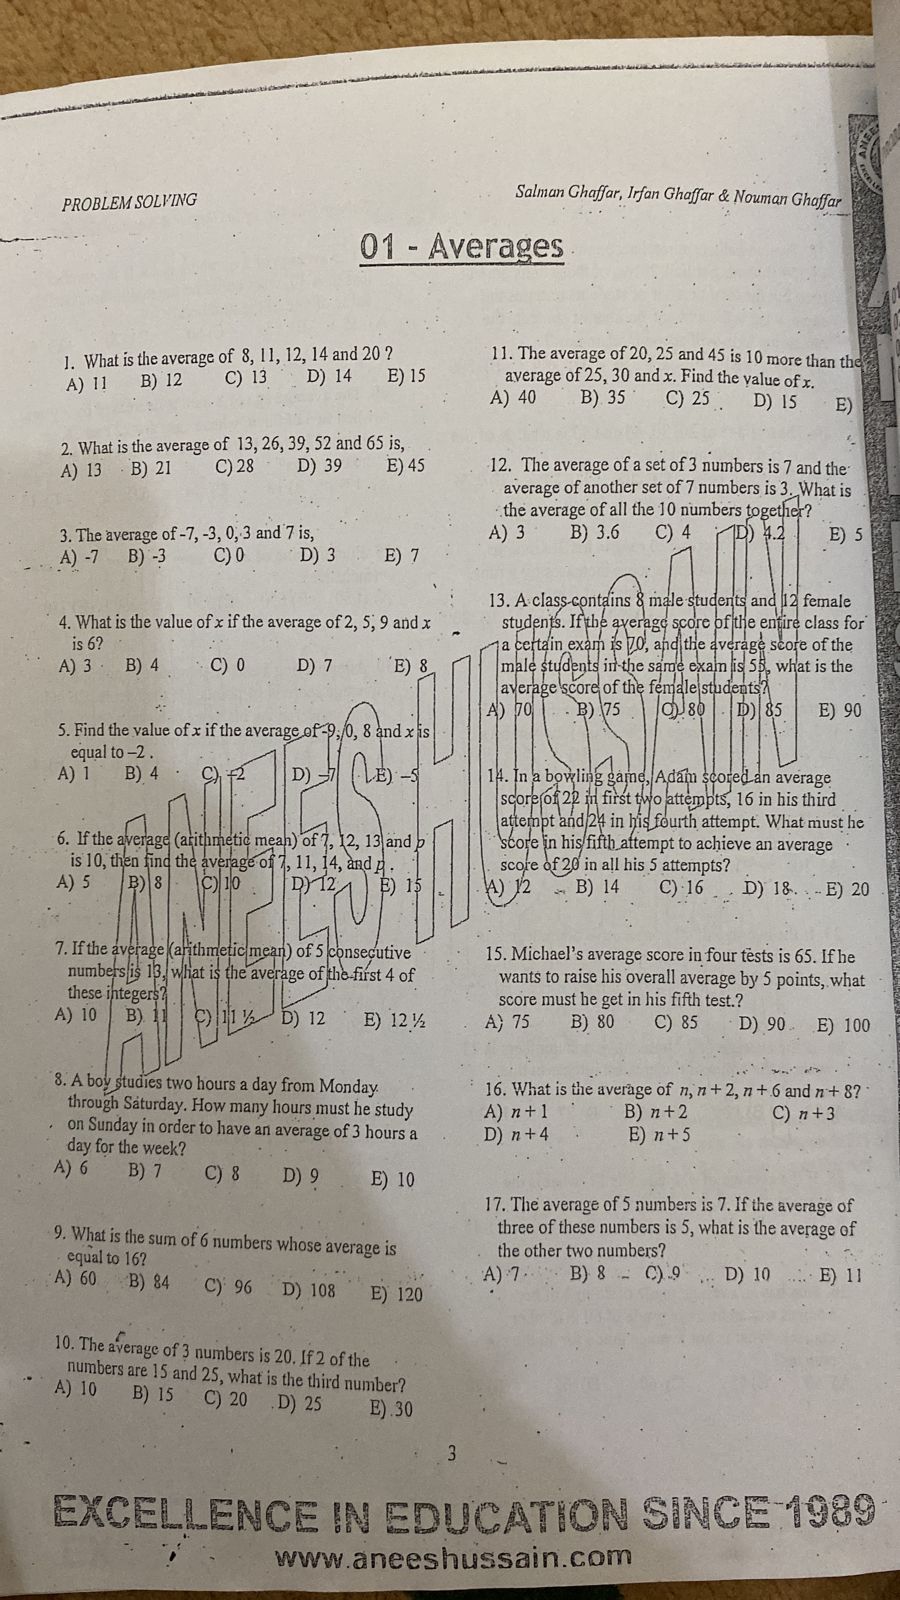 PROBLEM SOLVING
Salman Ghaffar, Irfan Ghaffar & Nouman Ghaffar
01 - Averages
1. What is the average of 8, 11, 12, 14 and 20 ?
A) 11 B) 12 C) 13 D) 14 E) 15
2. What is the average of 13, 26, 39, 52 and 65 is,
A) 13 B) 21 C) 28 D) 39 E) 45
3. The average of -7, -3, 0, 3 and 7 is,
A) -7 B) -3 C) 0 D) 3 E) 7
4. What is the value of x if the average of 2, 5, 9 and x
is 6?
A) 3 B) 4 C) 0 D) 7 E) 8
5. Find the value of x if the average of -9, 0, 8 and x is
equal to –2 .
A) 1 B) 4 C) –2 D) –7 E) –5
6. If the average (arithmetic mean) of 7, 12, 13 and p
is 10, then find the average of 7, 11, 14, and p .
A) 5 B) 8 C) 10 D) 12 E) 15
7. If the average (arithmetic mean) of 5 consecutive
numbers is 13, what is the average of the first 4 of
these integers?
A) 10 B) 11 C) 11 ½ D) 12 E) 12 ½
8. A boy studies two hours a day from Monday
through Saturday. How many hours must he study
on Sunday in order to have an average of 3 hours a
day for the week?
A) 6 B) 7 C) 8 D) 9 E) 10
9. What is the sum of 6 numbers whose average is
equal to 16?
A) 60 B) 84 C) 96 D) 108 E) 120
10. The average of 3 numbers is 20. If 2 of the
numbers are 15 and 25, what is the third number?
A) 10 B) 15 C) 20 D) 25 E) 30
11. The average of 20, 25 and 45 is 10 more than the
average of 25, 30 and x. Find the value of x.
A) 40 B) 35 C) 25 D) 15 E)
12. The average of a set of 3 numbers is 7 and the
average of another set of 7 numbers is 3. What is
the average of all the 10 numbers together?
A) 3 B) 3.6 C) 4 D) 4.2 E) 5
13. A class contains 8 male students and 12 female
students. If the average score of the entire class for
a certain exam is 70, and the average score of the
male students in the same exam is 55, what is the
average score of the female students?
A) 70 B) 75 C) 80 D) 85 E) 90
14. In a bowling game, Adam scored an average
score of 22 in first two attempts, 16 in his third
attempt and 24 in his fourth attempt. What must he
score in his fifth attempt to achieve an average
score of 20 in all his 5 attempts?
A) 12 B) 14 C) 16 D) 18 E) 20
15. Michael's average score in four tests is 65. If he
wants to raise his overall average by 5 points, what
score must be get in his fifth test.?
A) 75 B) 80 C) 85 D) 90 E) 100
16. What is the average of n, n + 2, n + 6 and n + 8?
A) n + 1 B) n + 2 C) n + 3
D) n + 4 E) n + 5
17. The average of 5 numbers is 7. If the average of
three of these numbers is 5, what is the average of
the other two numbers?
A) 7 B) 8 C) 9 D) 10 E) 11
ANEES HUSSAIN
3
EXCELLENCE IN EDUCATION SINCE 1989
www.aneeshussain.com